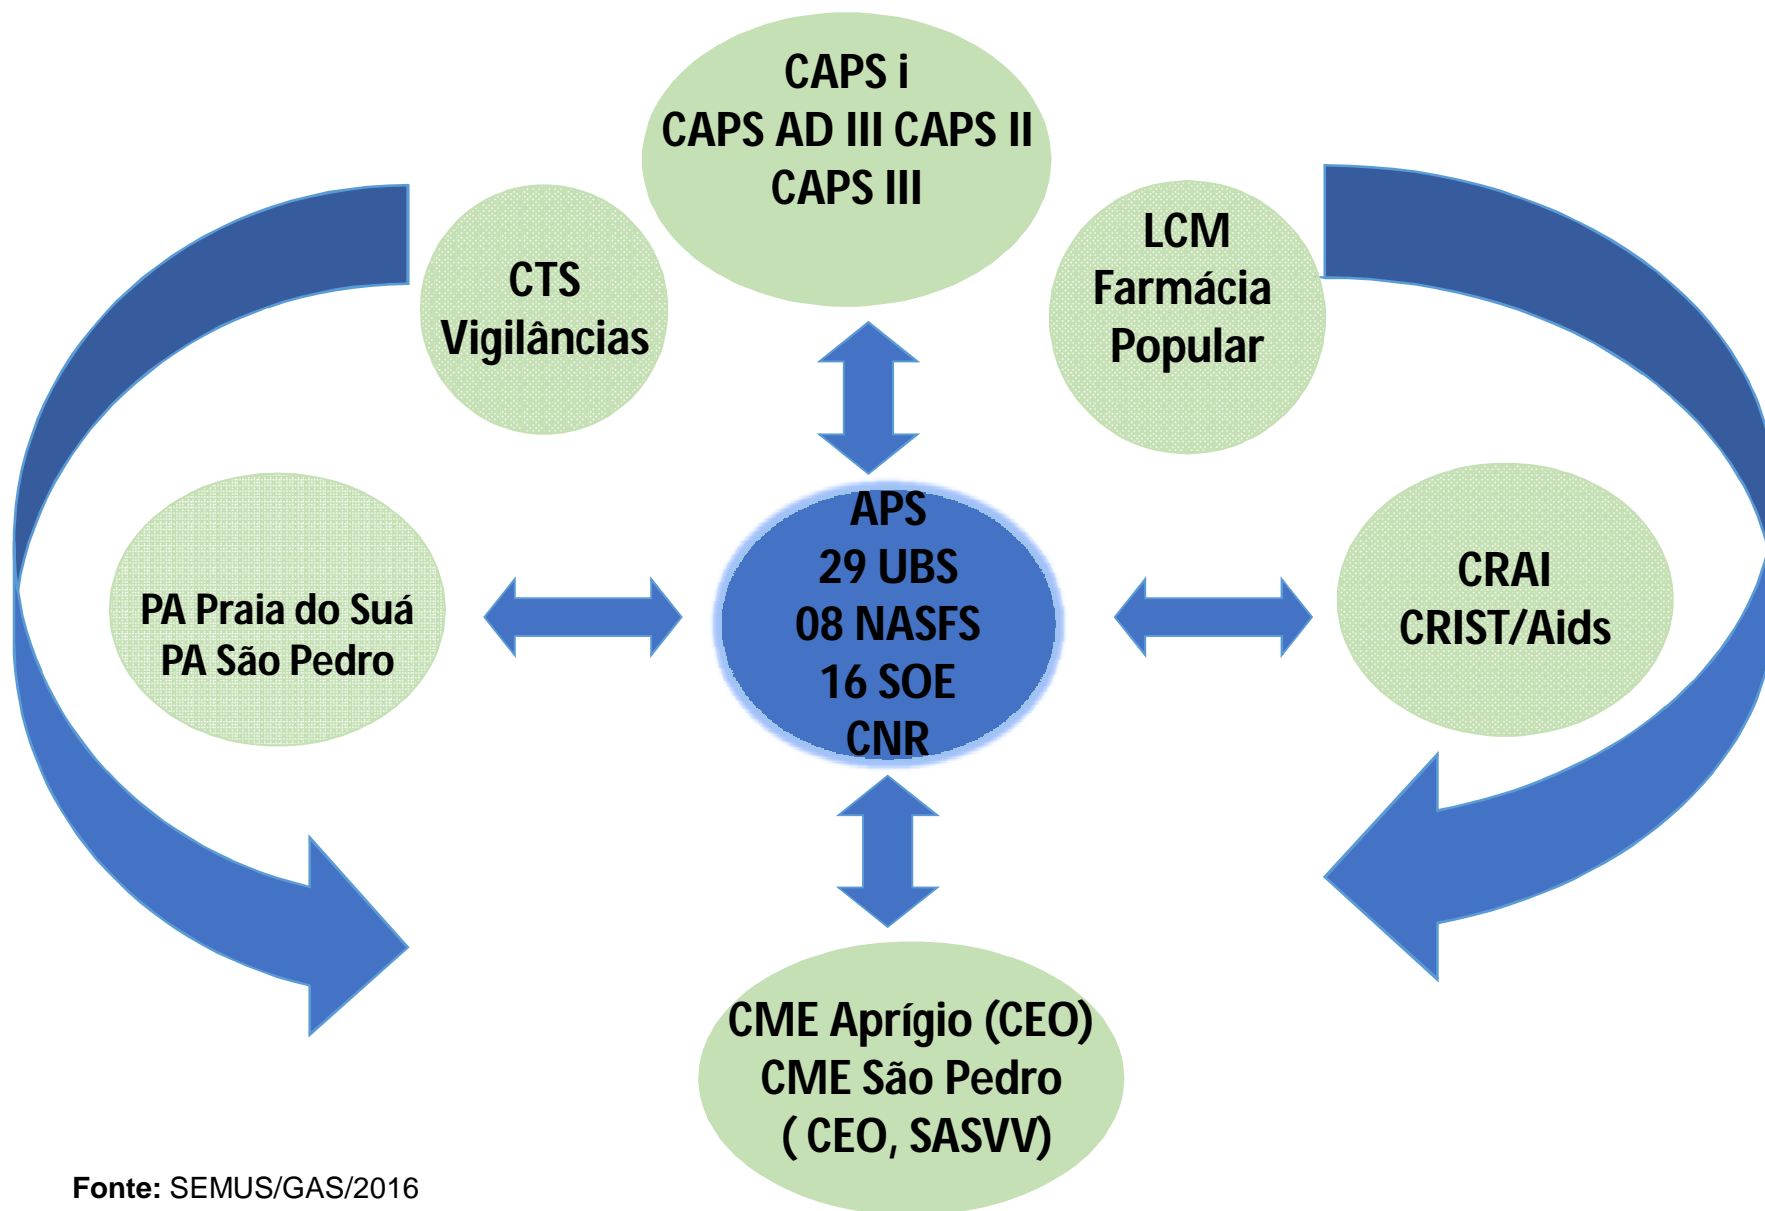 CAPS i
CAPS AD III CAPS II
CAPS III
CTS
Vigilâncias
LCM
Farmácia
Popular
PA Praia do Suá
PA São Pedro
APS
29 UBS
08 NASFS
16 SOE
CNR
CRAI
CRIST/Aids
CME Aprígio (CEO)
CME São Pedro
( CEO, SASVV)
Fonte: SEMUS/GAS/2016